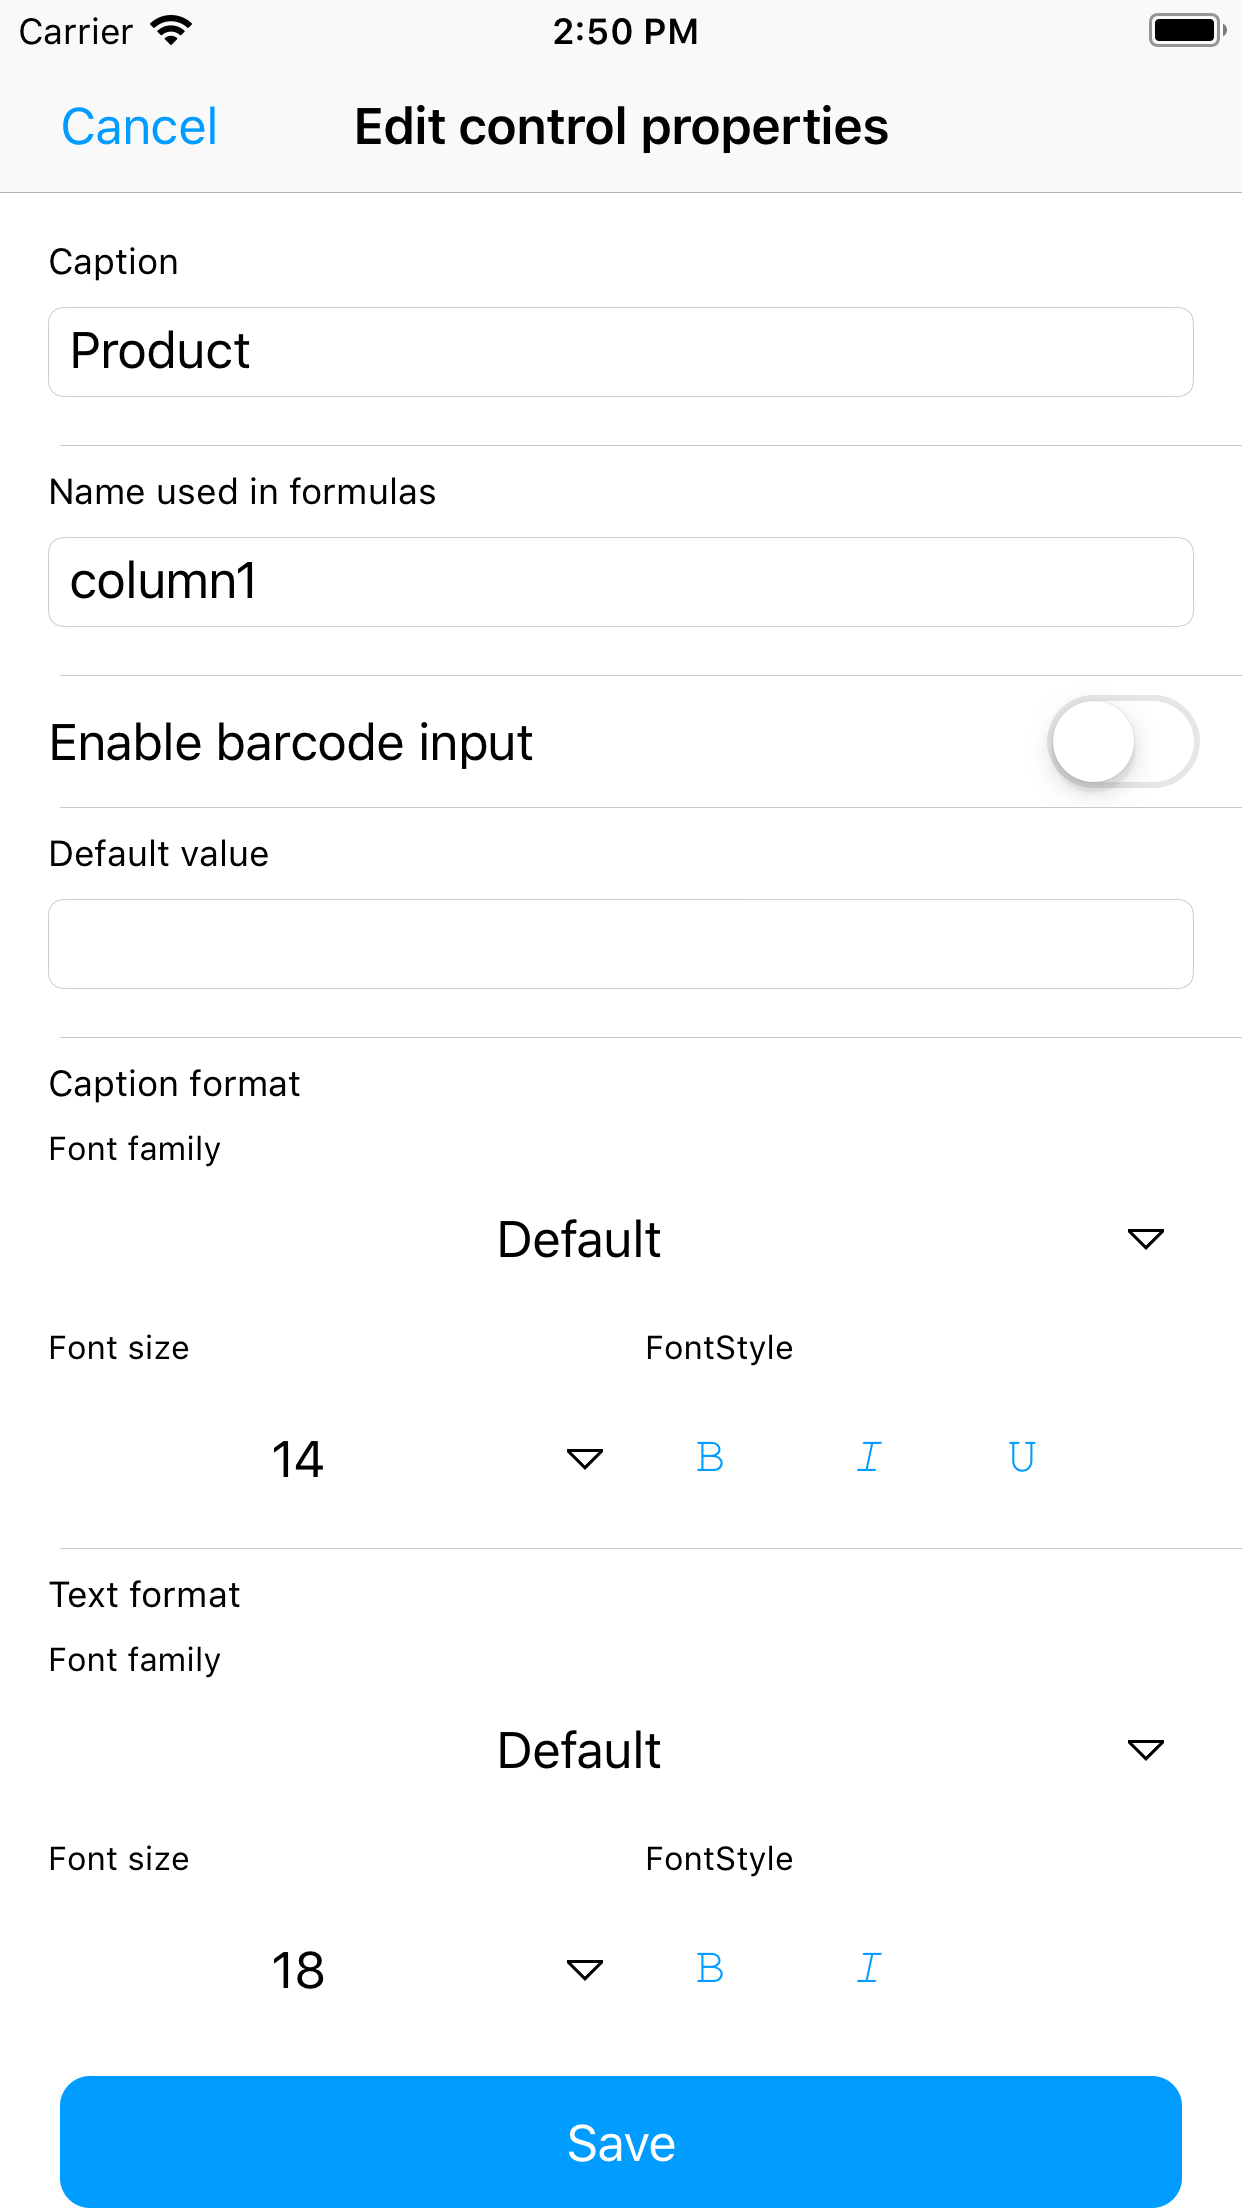 Carrier 2:50 PM
Cancel Edit control properties
Caption
Product
Name used in formulas
column1
Enable barcode input
Default value
Caption format
Font family
Default
Font size FontStyle
14 B I U
Text format
Font family
Default
Font size FontStyle
18 B I
Save